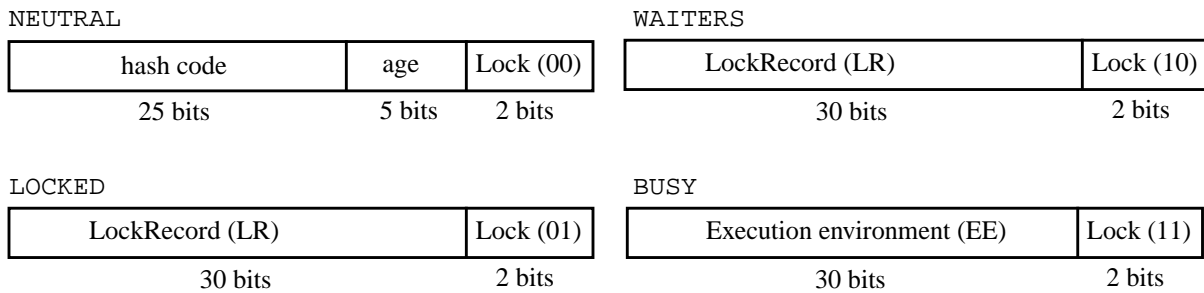 NEUTRAL
hash code age Lock (00)
25 bits 5 bits 2 bits
WAITERS
LockRecord (LR) Lock (10)
30 bits 2 bits
LOCKED
LockRecord (LR) Lock (01)
30 bits 2 bits
BUSY
Execution environment (EE) Lock (11)
30 bits 2 bits